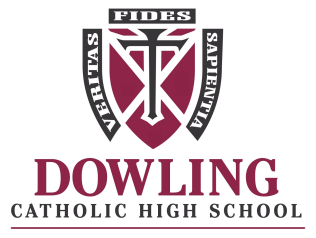 FIDES
VERITAS
SAPIENTIA
DOWLING
CATHOLIC HIGH SCHOOL